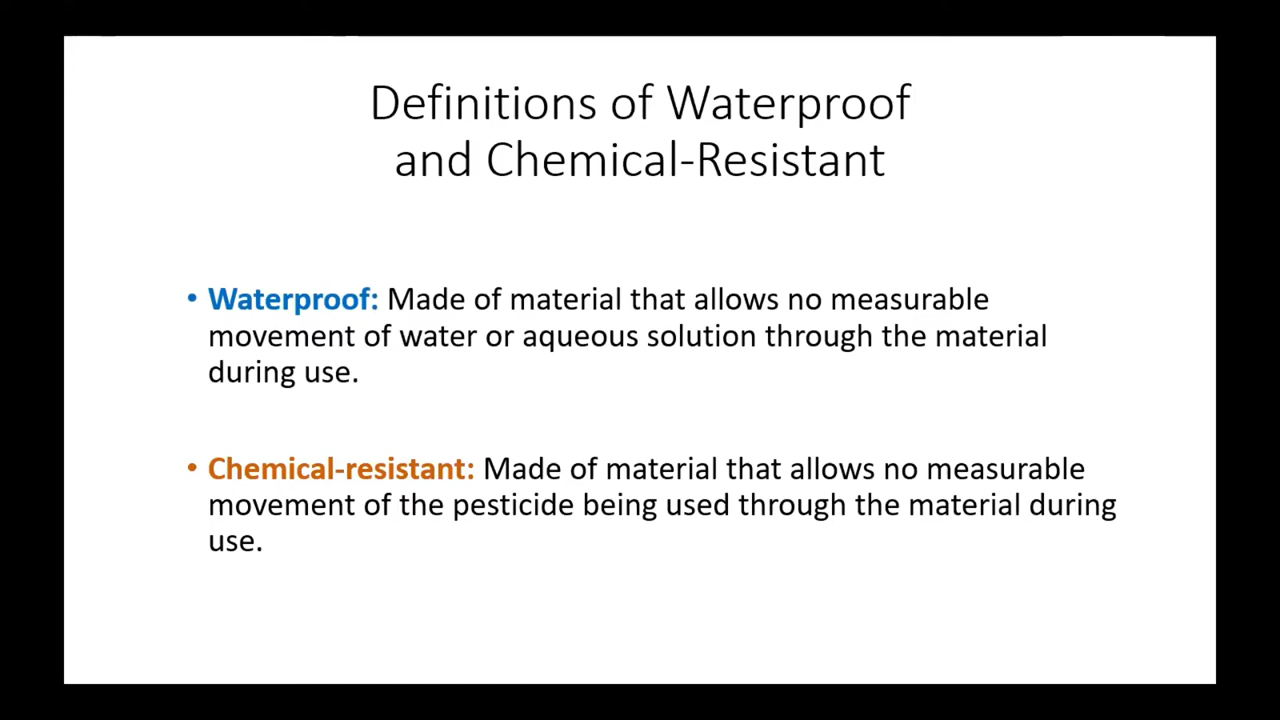 Definitions of Waterproof
and Chemical-Resistant
• Waterproof: Made of material that allows no measurable
movement of water or aqueous solution through the material
during use.
• Chemical-resistant: Made of material that allows no measurable
movement of the pesticide being used through the material during
use.